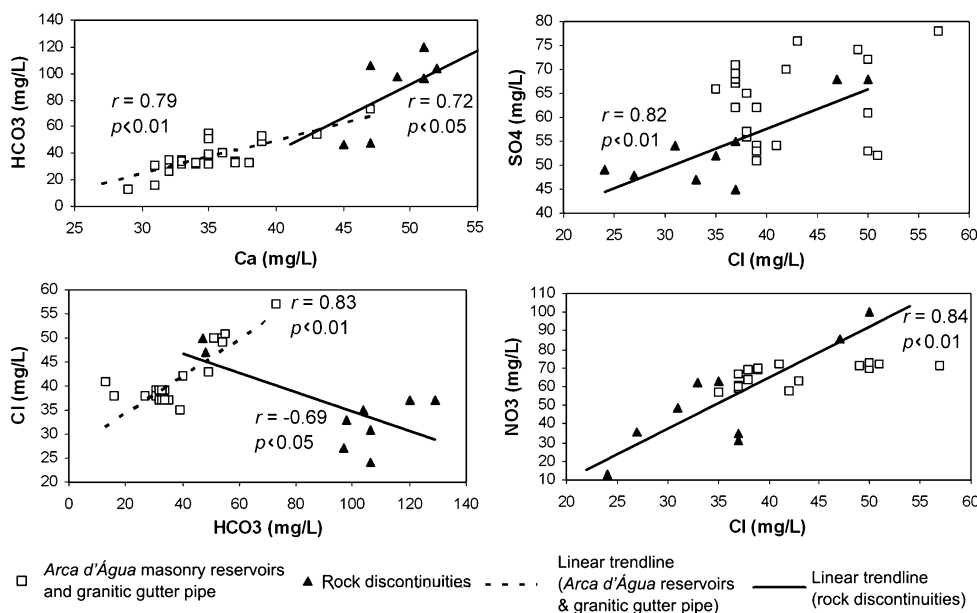 HCO3 (mg/L)
140
120
100
80
60
40
20
0
r = 0.79
p<0.01
r = 0.72
p<0.05
25 30 35 40 45 50 55
Ca (mg/L)
SO4 (mg/L)
80
75
70
65
60
55
50
45
40
r = 0.82
p<0.01
20 25 30 35 40 45 50 55 60
Cl (mg/L)
Cl (mg/L)
60
55
50
45
40
35
30
25
20
r = 0.83
p<0.01
r = -0.69
p<0.05
0 20 40 60 80 100 120 140
HCO3 (mg/L)
NO3 (mg/L)
110
100
90
80
70
60
50
40
30
20
10
r = 0.84
p<0.01
20 25 30 35 40 45 50 55 60
Cl (mg/L)
Arca d'Água masonry reservoirs
and granitic gutter pipe
Rock discontinuities
Linear trendline
(Arca d'Água reservoirs
& granitic gutter pipe)
Linear trendline
(rock discontinuities)